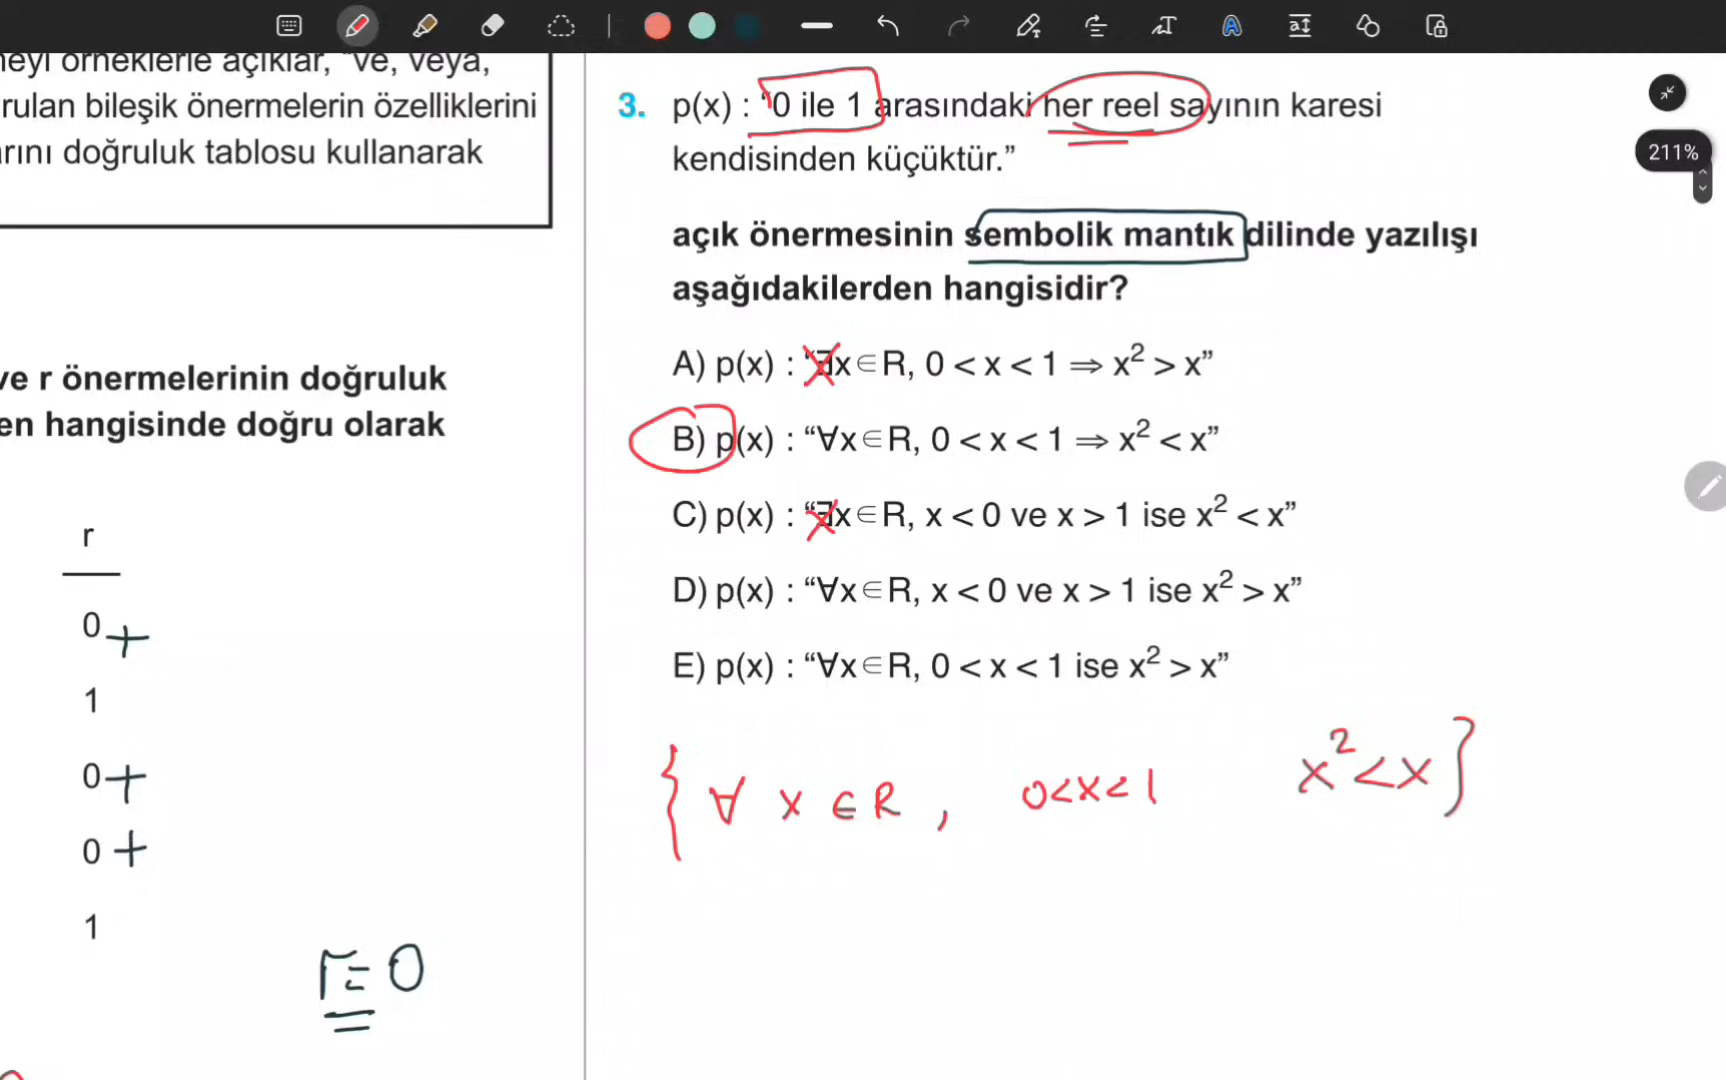 211%
neyi örneklerle açıklar, "ve, veya,
rulan bileşik önermelerin özelliklerini
arını doğruluk tablosu kullanarak
ve r önermelerinin doğruluk
en hangisinde doğru olarak
r
0 +
1
0 +
0 +
1
r = 0
3. p(x) : "0 ile 1 arasındaki her reel sayının karesi
kendisinden küçüktür."
açık önermesinin sembolik mantık dilinde yazılışı
aşağıdakilerden hangisidir?
A) p(x) : "∃x∈R, 0 < x < 1 ⇒ x² > x"
B) p(x) : "∀x∈R, 0 < x < 1 ⇒ x² < x"
C) p(x) : "∃x∈R, x < 0 ve x > 1 ise x² < x"
D) p(x) : "∀x∈R, x < 0 ve x > 1 ise x² > x"
E) p(x) : "∀x∈R, 0 < x < 1 ise x² > x"
{ ∀ x ∈ R , 0<x<1 x² < x }